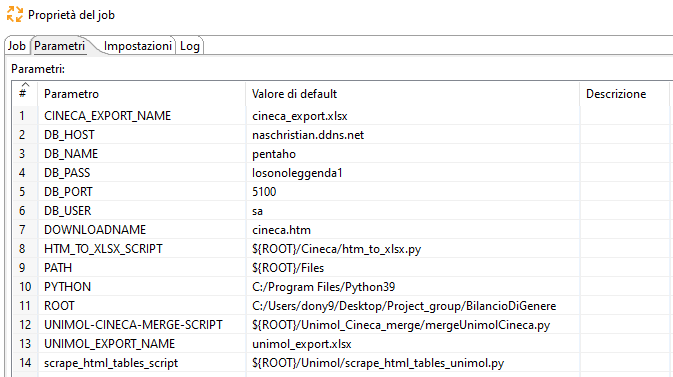 Proprietà del job
Job Parametri Impostazioni Log
Parametri:
# Parametro Valore di default Descrizione
1 CINECA_EXPORT_NAME cineca_export.xlsx
2 DB_HOST naschristian.ddns.net
3 DB_NAME pentaho
4 DB_PASS losonoleggenda1
5 DB_PORT 5100
6 DB_USER sa
7 DOWNLOADNAME cineca.htm
8 HTM_TO_XLSX_SCRIPT ${ROOT}/Cineca/htm_to_xlsx.py
9 PATH ${ROOT}/Files
10 PYTHON C:/Program Files/Python39
11 ROOT C:/Users/dony9/Desktop/Project_group/BilancioDiGenere
12 UNIMOL-CINECA-MERGE-SCRIPT ${ROOT}/Unimol_Cineca_merge/mergeUnimolCineca.py
13 UNIMOL_EXPORT_NAME unimol_export.xlsx
14 scrape_html_tables_script ${ROOT}/Unimol/scrape_html_tables_unimol.py